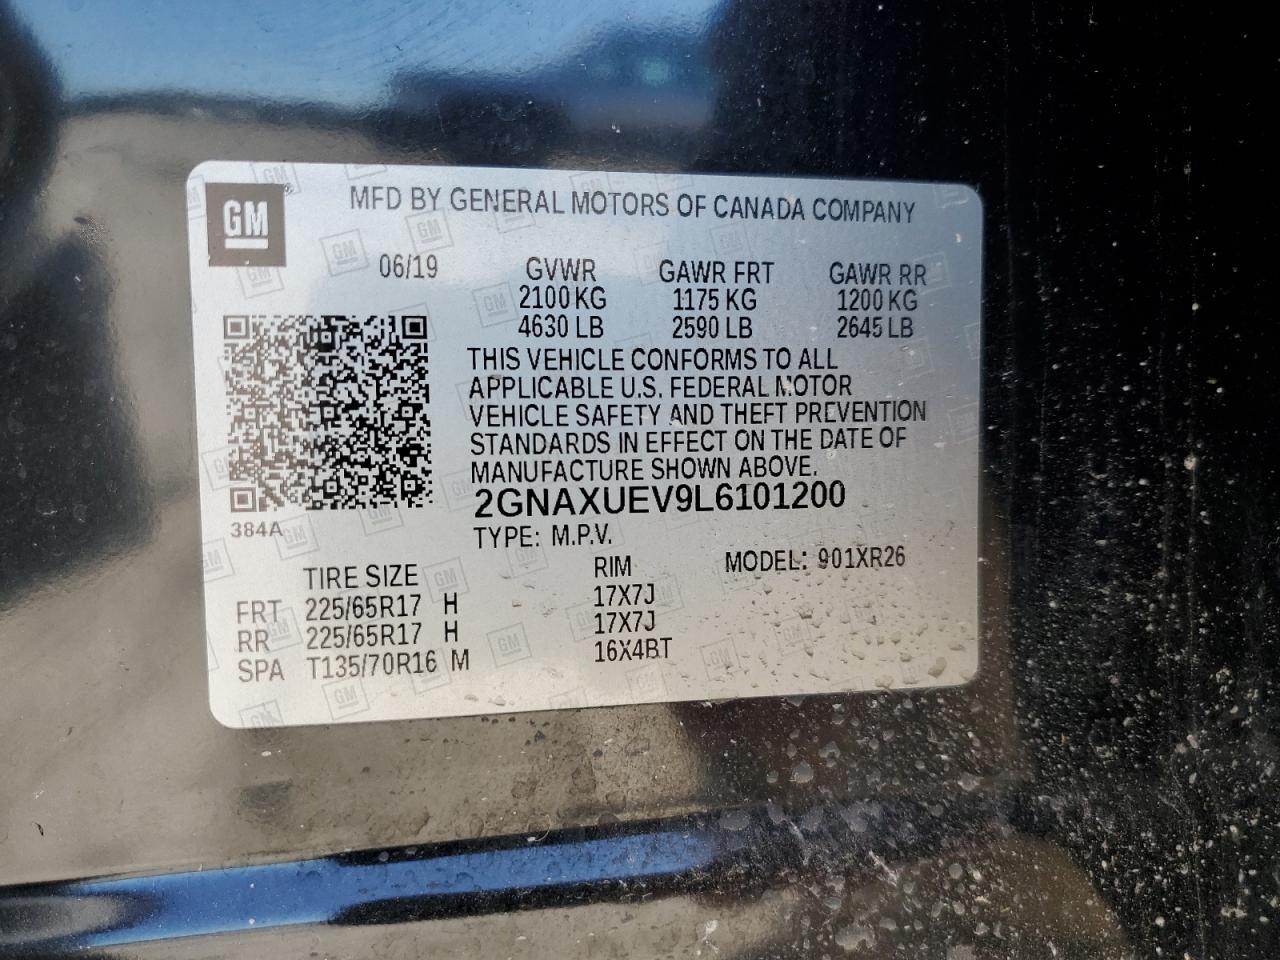 GM
MFD BY GENERAL MOTORS OF CANADA COMPANY
06/19 GVWR GAWR FRT GAWR RR
2100 KG 1175 KG 1200 KG
4630 LB 2590 LB 2645 LB
THIS VEHICLE CONFORMS TO ALL
APPLICABLE U.S. FEDERAL MOTOR
VEHICLE SAFETY AND THEFT PREVENTION
STANDARDS IN EFFECT ON THE DATE OF
MANUFACTURE SHOWN ABOVE.
2GNAXUEV9L6101200
384A
TYPE: M.P.V.
MODEL: 901XR26
TIRE SIZE RIM
FRT 225/65R17 H 17X7J
RR 225/65R17 H 17X7J
SPA T135/70R16 M 16X4BT